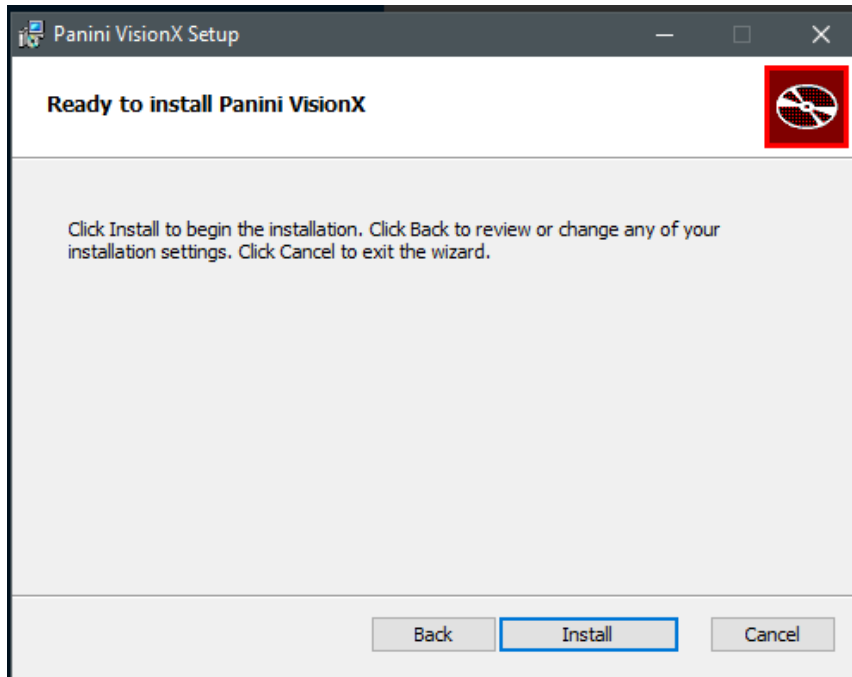 Panini VisionX Setup
Ready to install Panini VisionX
Click Install to begin the installation. Click Back to review or change any of your
installation settings. Click Cancel to exit the wizard.
Back Install Cancel